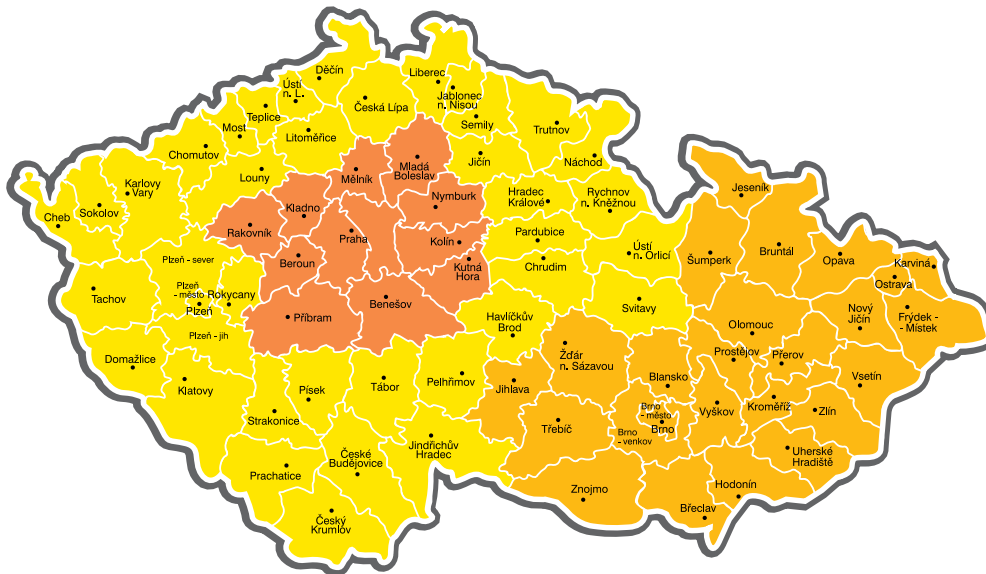 Děčín
Ústí
n. L.
Teplice
Most
Chomutov
Litoměřice
Česká Lípa
Liberec
Jablonec
n. Nisou
Semily
Trutnov
Náchod
Jičín
Louny
Karlovy
Vary
Sokolov
Cheb
Mělník
Mladá
Boleslav
Nymburk
Kladno
Rakovník
Praha
Beroun
Kolín
Kutná
Hora
Benešov
Příbram
Hradec
Králové
Rychnov
n. Kněžnou
Pardubice
Chrudim
Ústí
n. Orlicí
Svitavy
Havlíčkův
Brod
Plzeň - sever
Plzeň
- město
Plzeň
Rokycany
Plzeň - jih
Tachov
Domažlice
Klatovy
Písek
Strakonice
Tábor
Pelhřimov
Prachatice
České
Budějovice
Jindřichův
Hradec
Český
Krumlov
Jeseník
Šumperk
Bruntál
Opava
Karviná
Ostrava
Nový
Jičín
Frýdek -
- Místek
Olomouc
Prostějov
Přerov
Vsetín
Kroměříž
Zlín
Uherské
Hradiště
Hodonín
Břeclav
Znojmo
Vyškov
Blansko
Brno
- město
Brno
Brno
- venkov
Žďár
n. Sázavou
Jihlava
Třebíč